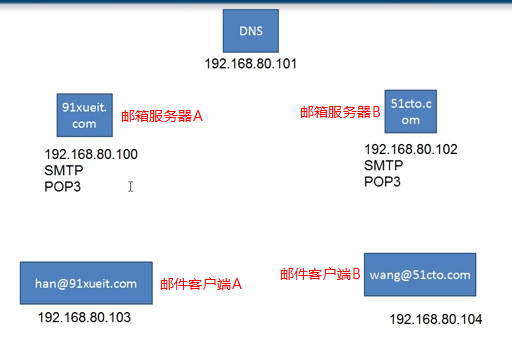 DNS
192.168.80.101
91xueit.
com
邮箱服务器A
192.168.80.100
SMTP
POP3
邮箱服务器B
51cto.c
om
192.168.80.102
SMTP
POP3
han@91xueit.com
邮件客户端A
192.168.80.103
邮件客户端B
wang@51cto.com
192.168.80.104